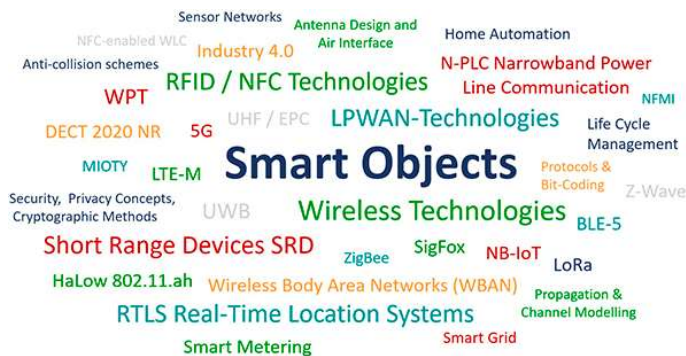 Sensor Networks
Antenna Design and
Air Interface
Home Automation
NFC-enabled WLC
Industry 4.0
Anti-collision schemes
RFID / NFC Technologies
N-PLC Narrowband Power
Line Communication
WPT
NFMI
UHF / EPC
LPWAN-Technologies
DECT 2020 NR
5G
Life Cycle
Management
MIOTY
LTE-M
Smart Objects
Protocols &
Bit-Coding
Z-Wave
Security, Privacy Concepts,
Cryptographic Methods
UWB
Wireless Technologies
BLE-5
Short Range Devices SRD
ZigBee
SigFox
NB-IoT
LoRa
HaLow 802.11.ah
Wireless Body Area Networks (WBAN)
Propagation &
Channel Modelling
RTLS Real-Time Location Systems
Smart Metering
Smart Grid